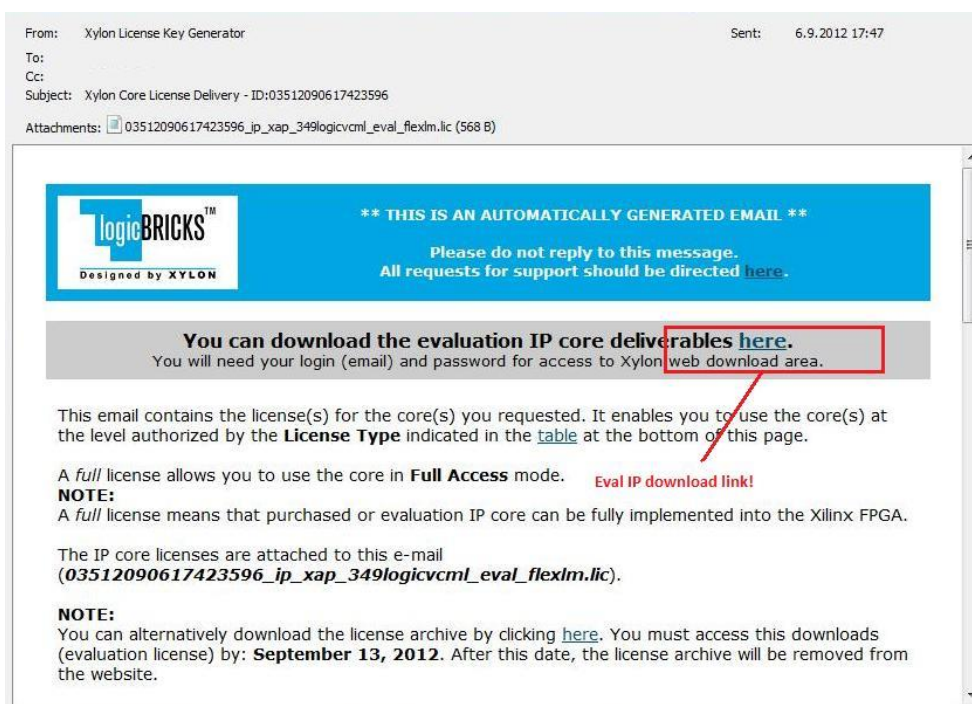 From: Xylon License Key Generator Sent: 6.9.2012 17:47
To:
Cc:
Subject: Xylon Core License Delivery - ID:03512090617423596
Attachments: 03512090617423596_ip_xap_349logicvcml_eval_flexlm.lic (568 B)
logicBRICKS™
Designed by XYLON
** THIS IS AN AUTOMATICALLY GENERATED EMAIL **
Please do not reply to this message.
All requests for support should be directed here.
You can download the evaluation IP core deliverables here.
You will need your login (email) and password for access to Xylon web download area.
This email contains the license(s) for the core(s) you requested. It enables you to use the core(s) at
the level authorized by the License Type indicated in the table at the bottom of this page.
A full license allows you to use the core in Full Access mode.
Eval IP download link!
NOTE:
A full license means that purchased or evaluation IP core can be fully implemented into the Xilinx FPGA.
The IP core licenses are attached to this e-mail
(03512090617423596_ip_xap_349logicvcml_eval_flexlm.lic).
NOTE:
You can alternatively download the license archive by clicking here. You must access this downloads
(evaluation license) by: September 13, 2012. After this date, the license archive will be removed from
the website.